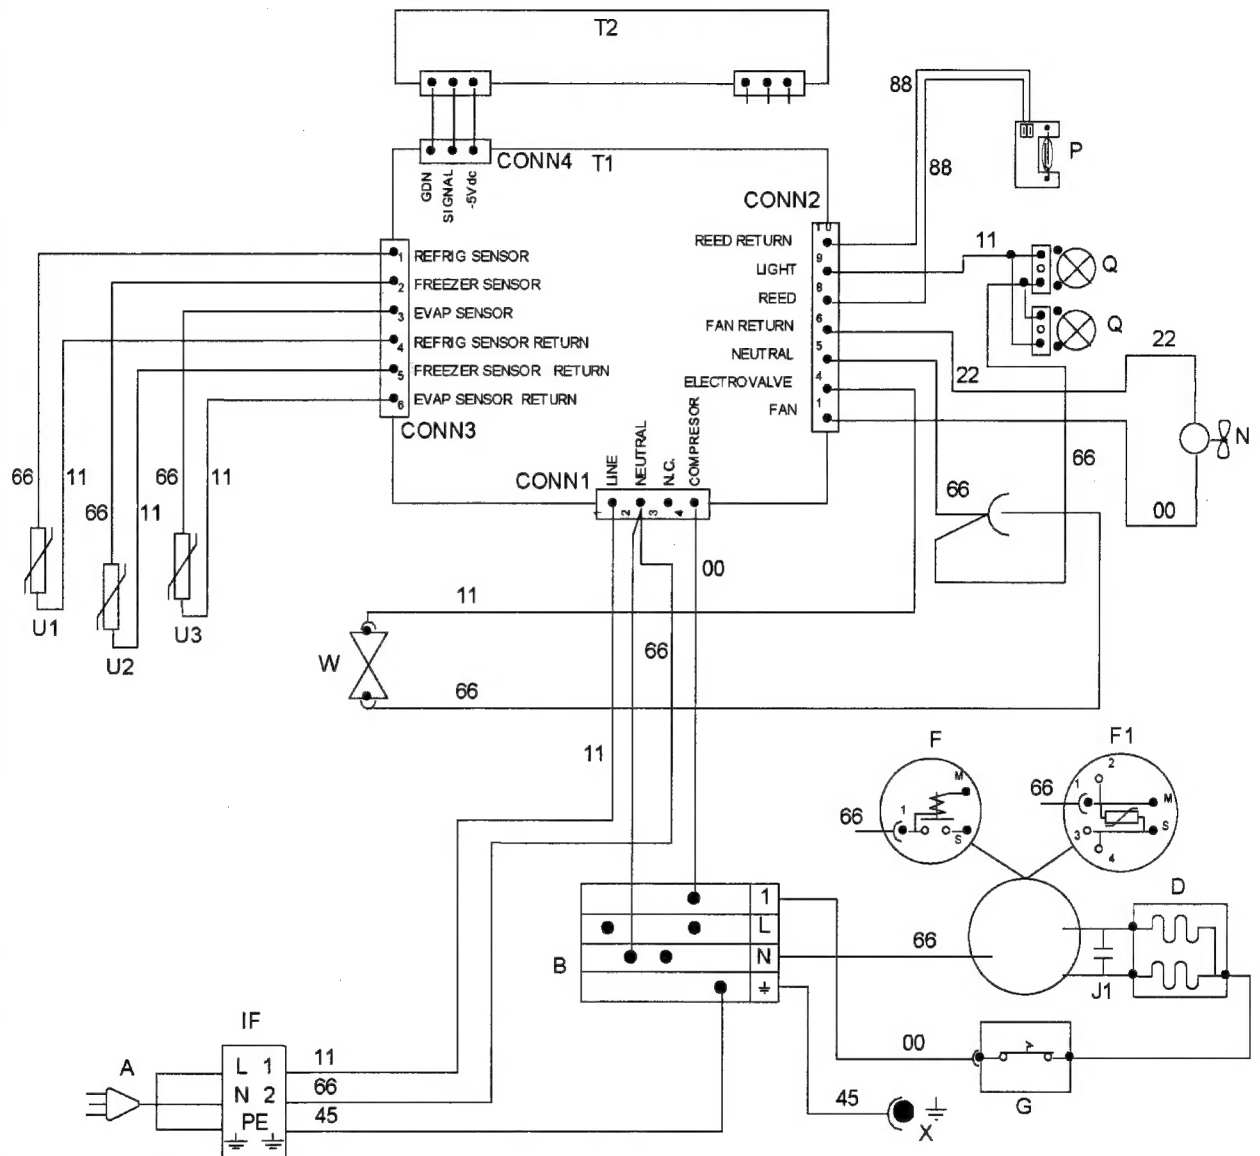 T2
88
P
CONN4 T1
GDN
SIGNAL
-5Vdc
88
CONN2
10
REED RETURN
9
LIGHT
8
REED
6
FAN RETURN
5
NEUTRAL
4
ELECTROVALVE
1
FAN
11
Q
Q
22
22
N
00
66
66
1 REFRIG SENSOR
2 FREEZER SENSOR
3 EVAP SENSOR
4 REFRIG SENSOR RETURN
5 FREEZER SENSOR RETURN
6 EVAP SENSOR RETURN
CONN3
CONN1
LINE
NEUTRAL
N.C.
COMPRESOR
1 2 3 4
66 11
66 11
66 11
U1
U2
U3
00
11
W
66
66
11
F
M
1
S
66
F1
2
1
M
3
S
4
66
1
L
N
B
66
D
J1
00
G
45
X
IF
A
L 1
N 2
PE
11
66
45